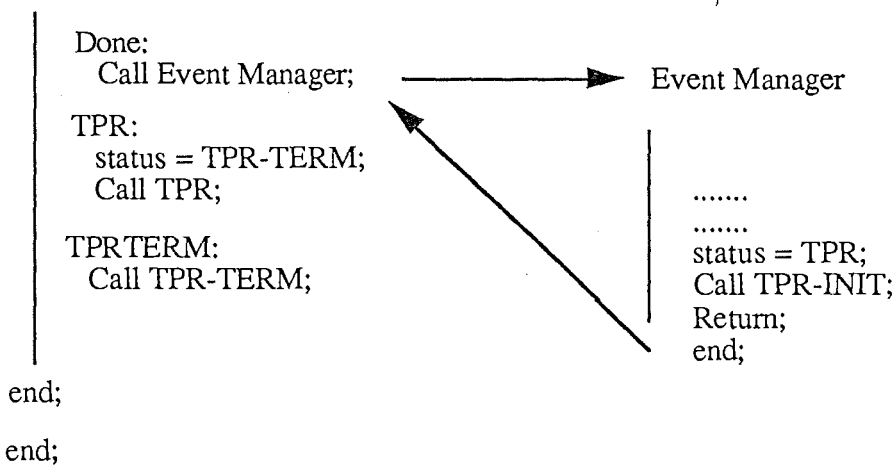 Done:
Call Event Manager;
TPR:
status = TPR-TERM;
Call TPR;
TPRTERM:
Call TPR-TERM;
end;
end;
Event Manager
.......
.......
status = TPR;
Call TPR-INIT;
Return;
end;